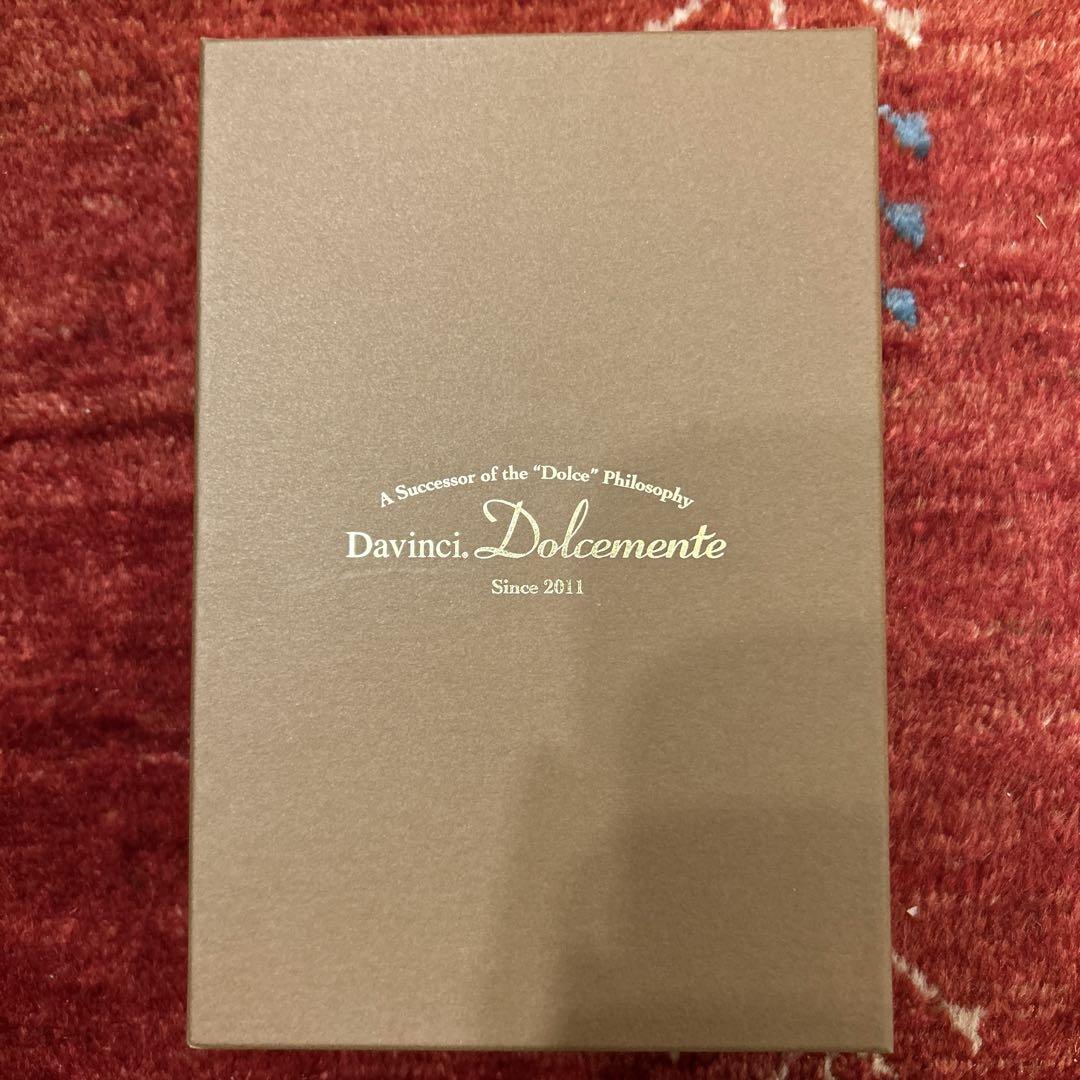 A Successor of the “Dolce” Philosophy
Davinci. Dolcemente
Since 2011